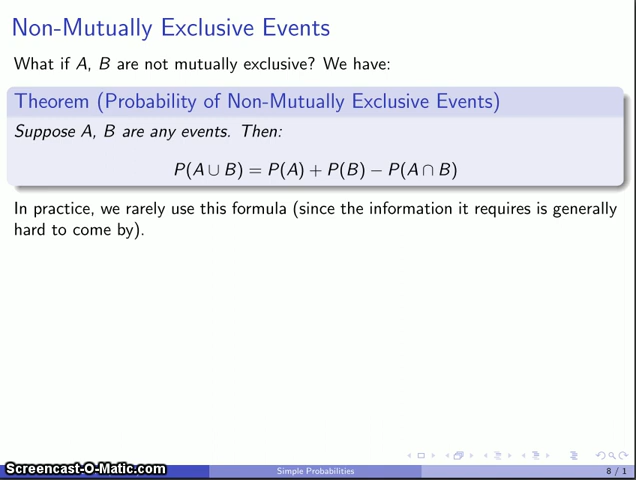 Non-Mutually Exclusive Events
What if A, B are not mutually exclusive? We have:
Theorem (Probability of Non-Mutually Exclusive Events)
Suppose A, B are any events. Then:
P(A ∪ B) = P(A) + P(B) − P(A ∩ B)
In practice, we rarely use this formula (since the information it requires is generally
hard to come by).
Screencast-O-Matic.com
Simple Probabilities
8 / 1